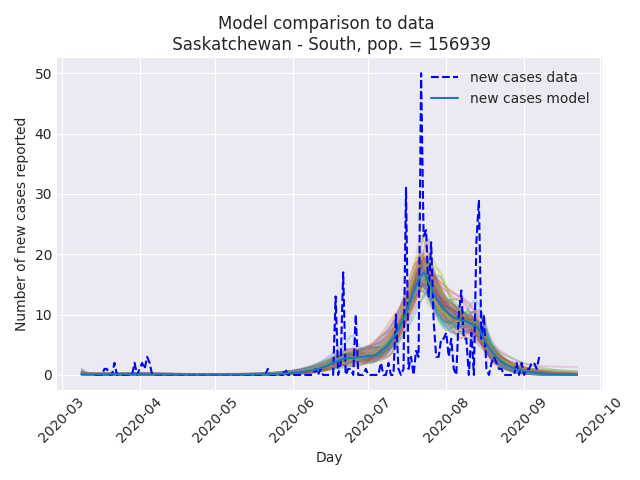 Model comparison to data
Saskatchewan - South, pop. = 156939
new cases data
new cases model
Number of new cases reported
50
40
30
20
10
0
2020-03
2020-04
2020-05
2020-06
2020-07
2020-08
2020-09
2020-10
Day